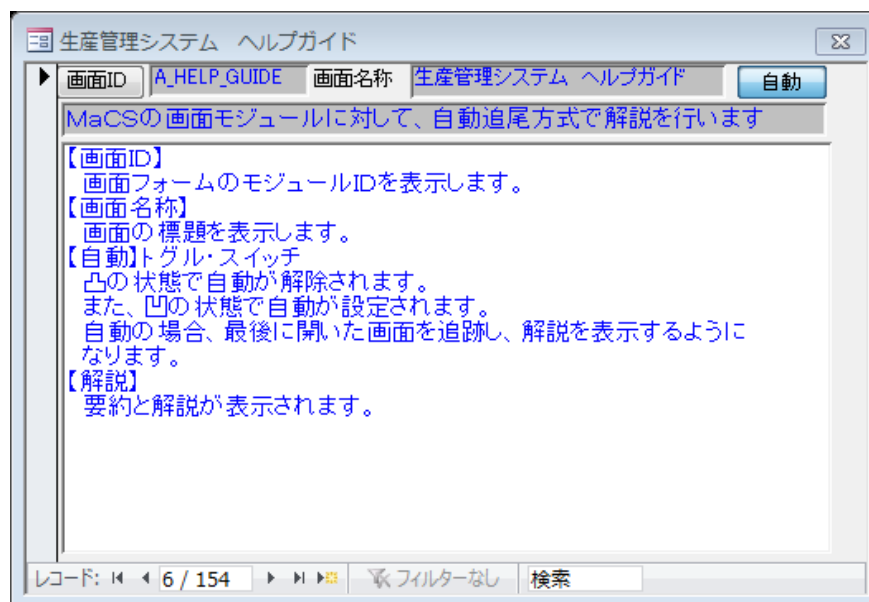 生産管理システム ヘルプガイド
画面ID A_HELP_GUIDE 画面名称 生産管理システム ヘルプガイド 自動
MaCSの画面モジュールに対して、自動追尾方式で解説を行います
【画面ID】
画面フォームのモジュールIDを表示します。
【画面名称】
画面の標題を表示します。
【自動】トグル・スイッチ
凸の状態で自動が解除されます。
また、凹の状態で自動が設定されます。
自動の場合、最後に開いた画面を追跡し、解説を表示するように
なります。
【解説】
要約と解説が表示されます。
レコード: 6 / 154 フィルターなし 検索